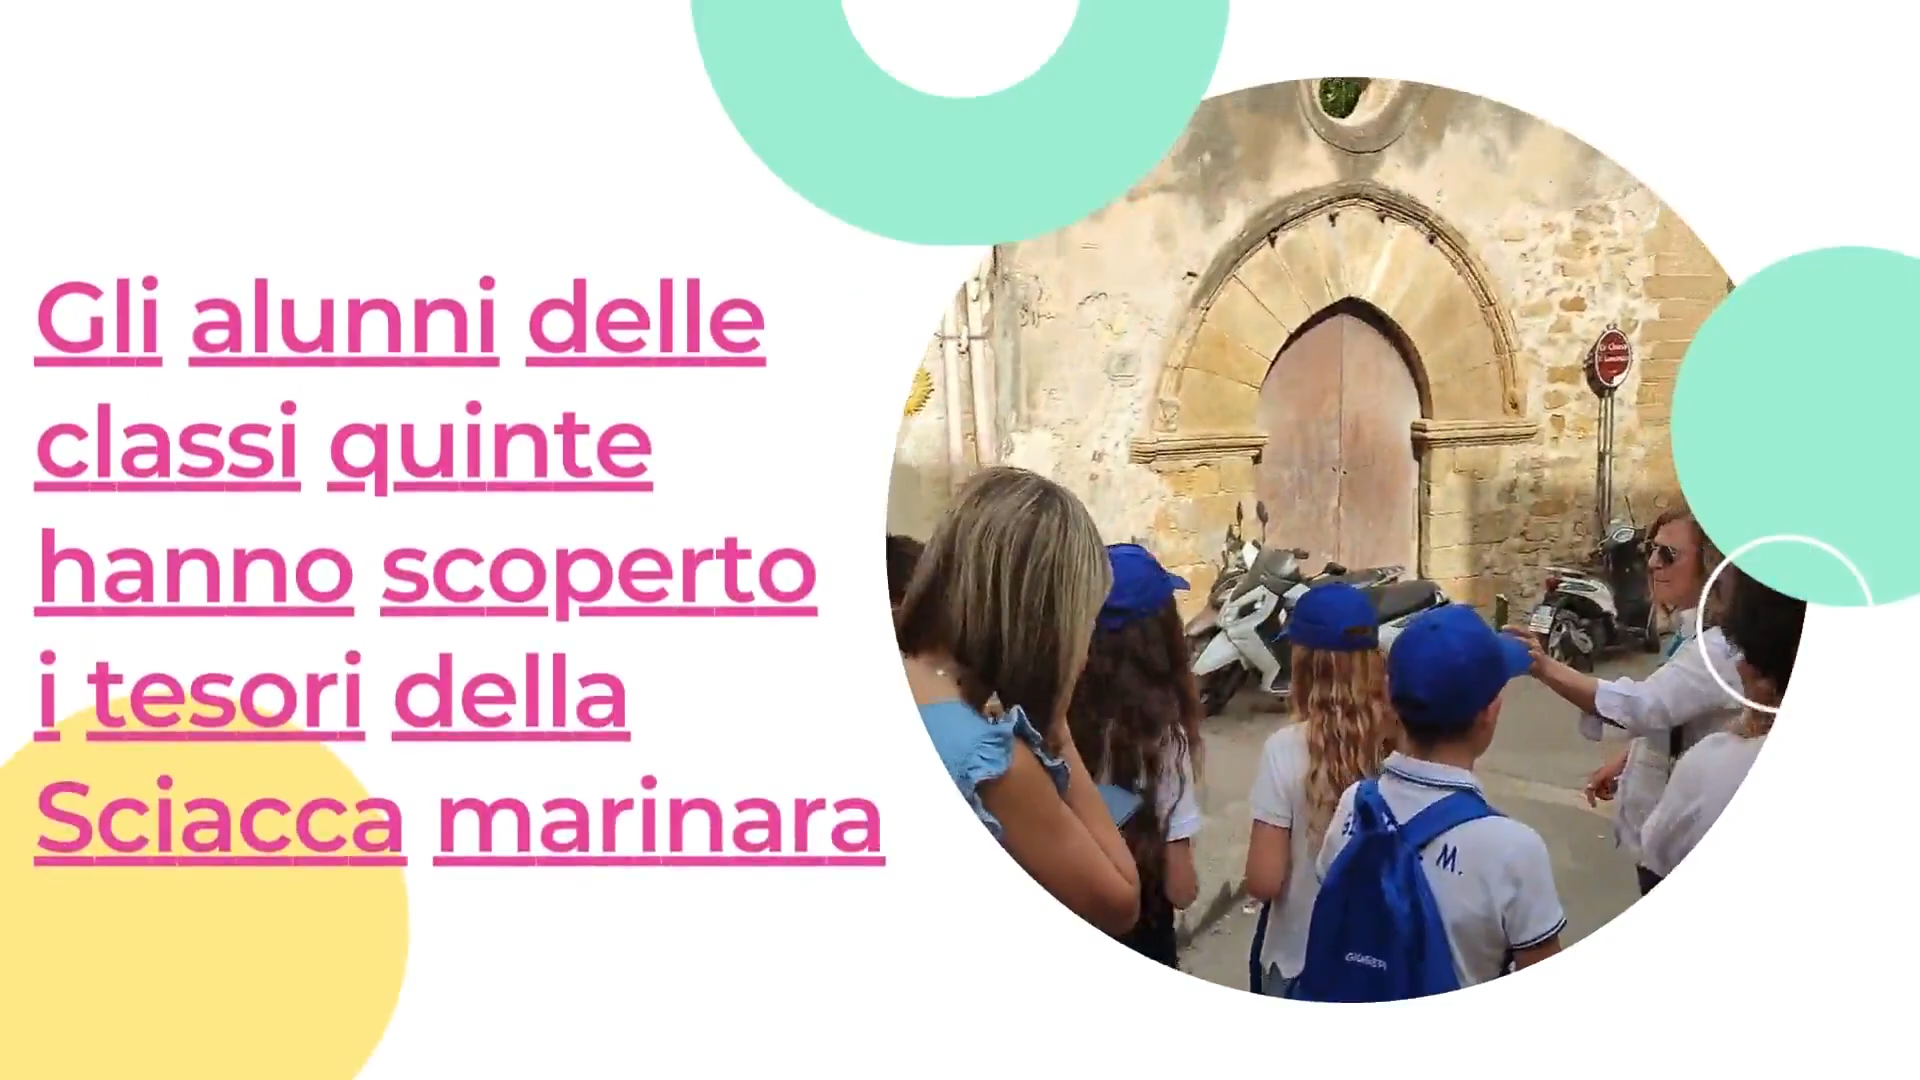 Gli alunni delle
classi quinte
hanno scoperto
i tesori della
Sciacca marinara
M.